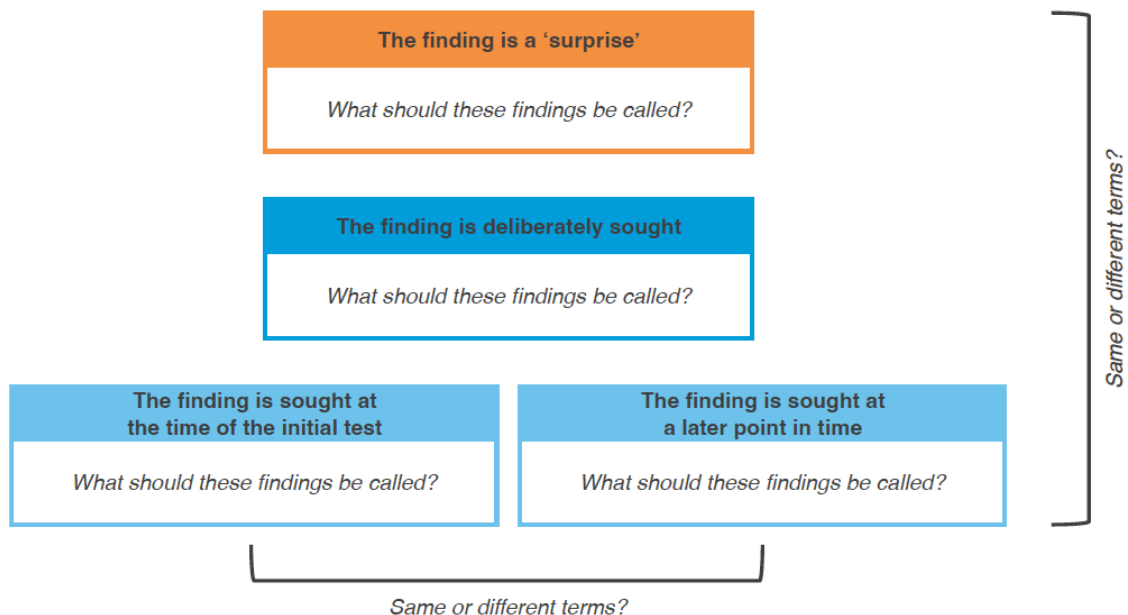 The finding is a ‘surprise’
What should these findings be called?
The finding is deliberately sought
What should these findings be called?
The finding is sought at
the time of the initial test
What should these findings be called?
The finding is sought at
a later point in time
What should these findings be called?
Same or different terms?
Same or different terms?